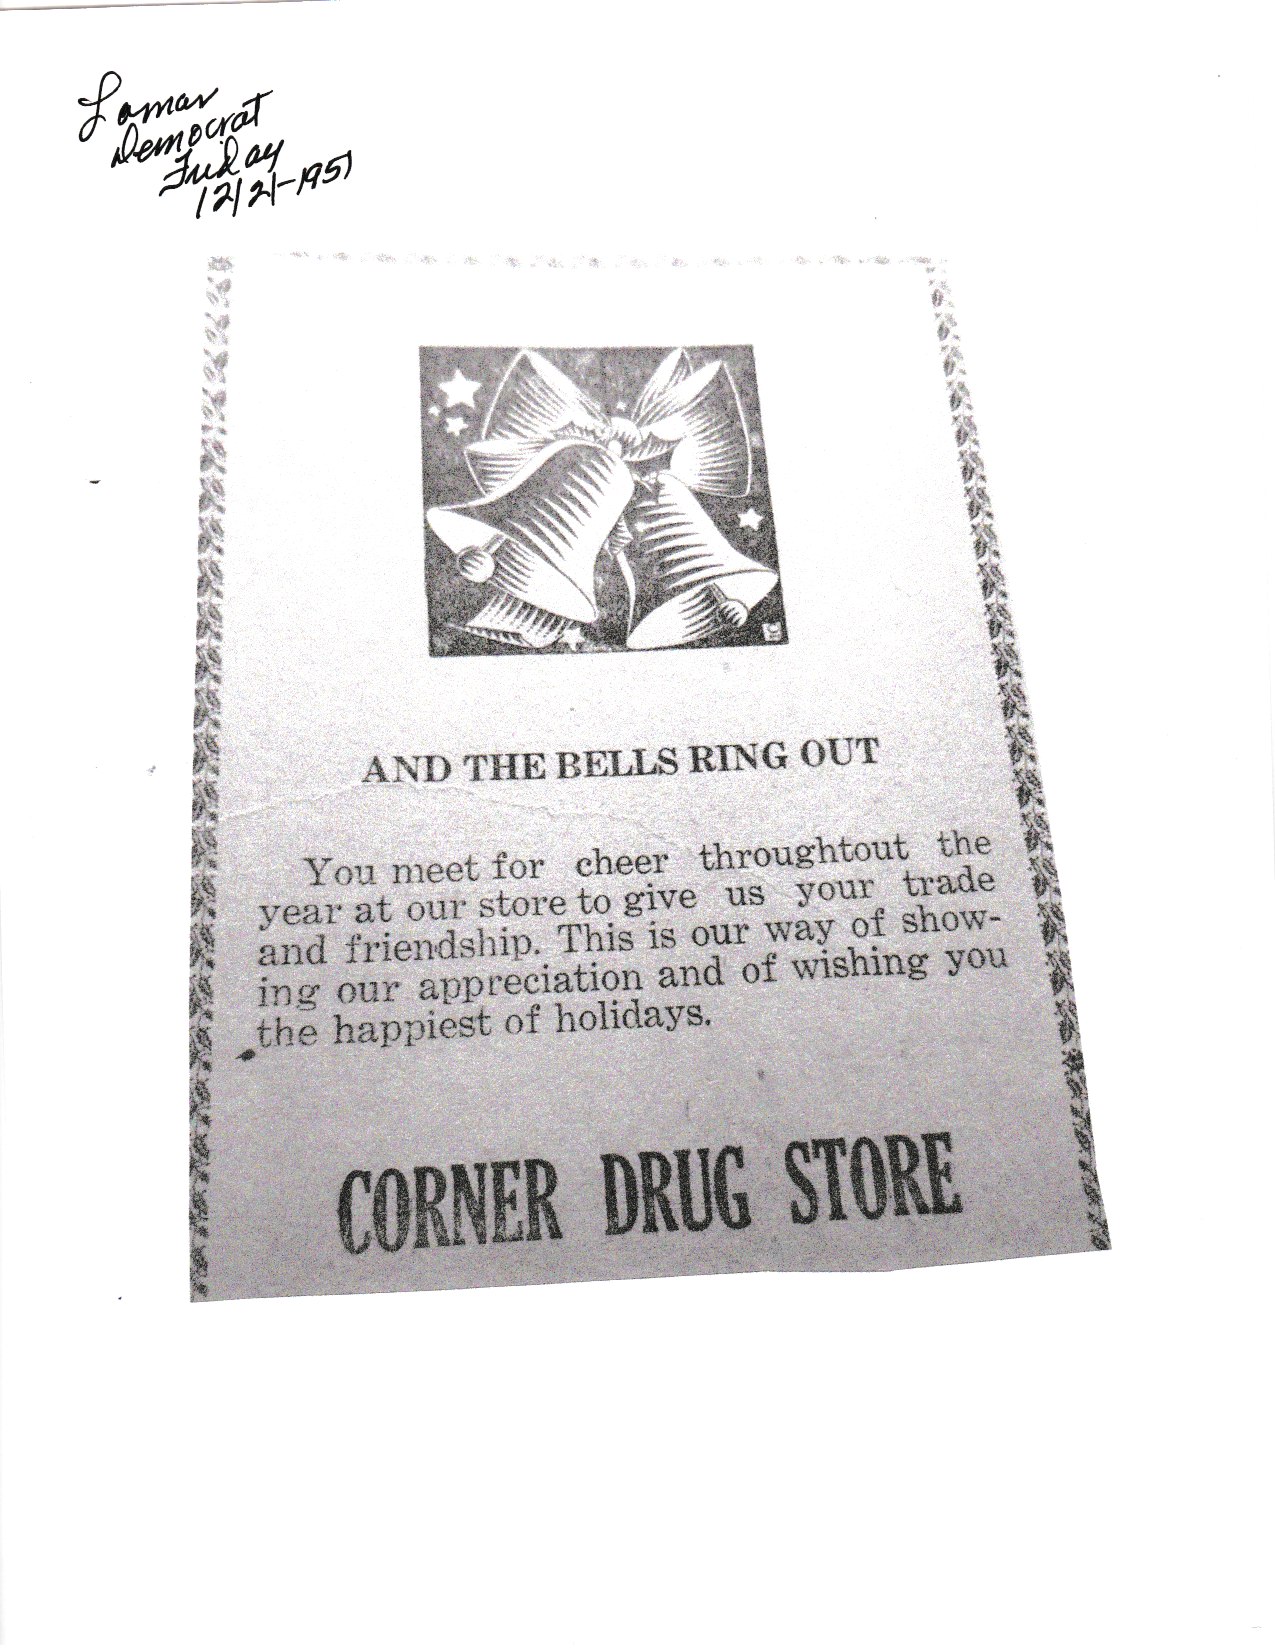 Lamar
Democrat
Friday
12/21-1951
AND THE BELLS RING OUT
You meet for cheer throughtout the
year at our store to give us your trade
and friendship. This is our way of show-
ing our appreciation and of wishing you
the happiest of holidays.
CORNER DRUG STORE